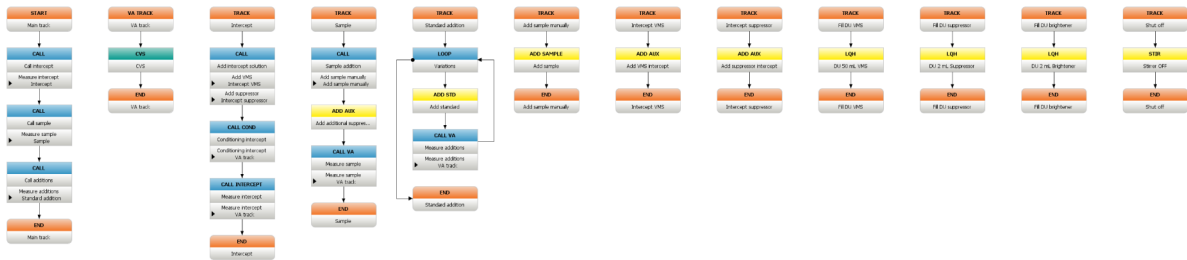 START
Main track
CALL
Call intercept
Measure intercept
Intercept
CALL
Call sample
Measure sample
Sample
CALL
Call additions
Measure additions
Standard addition
END
Main track
VA TRACK
VA track
CVS
CVS
END
VA track
TRACK
Intercept
CALL
Add intercept solution
Add VMS
Intercept VMS
Add suppressor
Intercept suppressor
CALL COND
Conditioning intercept
Conditioning intercept
VA track
CALL INTERCEPT
Measure intercept
Measure intercept
VA track
END
Intercept
TRACK
Sample
CALL
Sample addition
Add sample manually
Add sample manually
ADD AUX
Add additional suppres...
CALL VA
Measure sample
Measure sample
VA track
END
Sample
TRACK
Standard addition
LOOP
Variations
ADD STD
Add standard
CALL VA
Measure additions
Measure additions
VA track
END
Standard addition
TRACK
Add sample manually
ADD SAMPLE
Add sample
END
Add sample manually
TRACK
Intercept VMS
ADD AUX
Add VMS intercept
END
Intercept VMS
TRACK
Intercept suppressor
ADD AUX
Add suppressor intercept
END
Intercept suppressor
TRACK
Fill DU VMS
LQH
DU 50 mL VMS
END
Fill DU VMS
TRACK
Fill DU suppressor
LQH
DU 2 mL Suppressor
END
Fill DU suppressor
TRACK
Fill DU brightener
LQH
DU 2 mL Brightener
END
Fill DU brightener
TRACK
Shut off
STIR
Stirrer OFF
END
Shut off